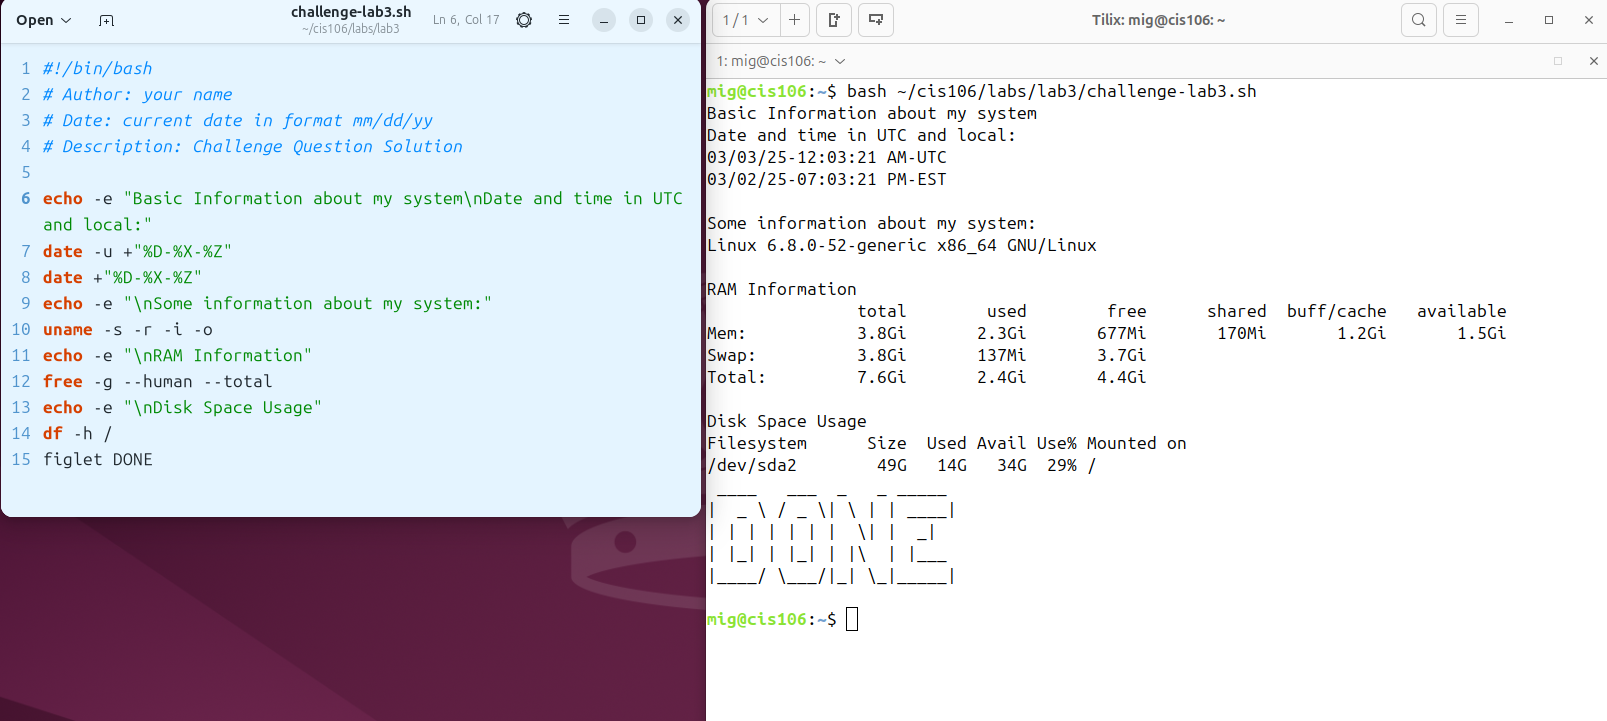 Open
challenge-lab3.sh
~/cis106/labs/lab3
Ln 6, Col 17
1 #!/bin/bash
2 # Author: your name
3 # Date: current date in format mm/dd/yy
4 # Description: Challenge Question Solution
5
6 echo -e "Basic Information about my system\nDate and time in UTC
and local:"
7 date -u +"%D-%X-%Z"
8 date +"%D-%X-%Z"
9 echo -e "\nSome information about my system:"
10 uname -s -r -i -o
11 echo -e "\nRAM Information"
12 free -g --human --total
13 echo -e "\nDisk Space Usage"
14 df -h /
15 figlet DONE
1 / 1
Tilix: mig@cis106: ~
1: mig@cis106: ~
mig@cis106:~$ bash ~/cis106/labs/lab3/challenge-lab3.sh
Basic Information about my system
Date and time in UTC and local:
03/03/25-12:03:21 AM-UTC
03/02/25-07:03:21 PM-EST
Some information about my system:
Linux 6.8.0-52-generic x86_64 GNU/Linux
RAM Information
               total        used        free      shared  buff/cache   available
Mem:           3.8Gi       2.3Gi       677Mi       170Mi       1.2Gi       1.5Gi
Swap:          3.8Gi       137Mi       3.7Gi
Total:         7.6Gi       2.4Gi       4.4Gi
Disk Space Usage
Filesystem      Size  Used Avail Use% Mounted on
/dev/sda2        49G   14G   34G  29% /
DONE
mig@cis106:~$